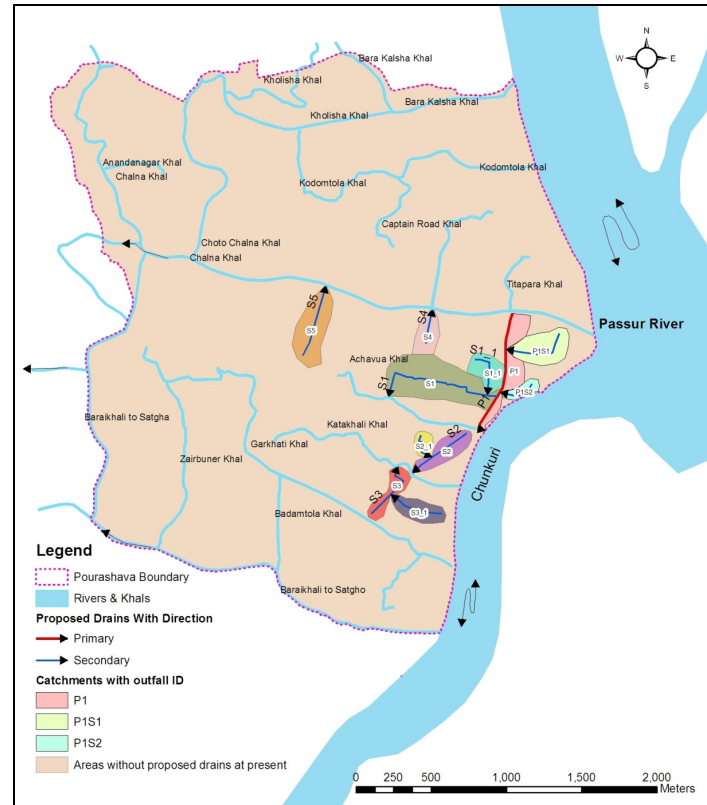 N
W
E
S
Bara Kalsha Khal
Kholisha Khal
Bara Kalsha Khal
Kholisha Khal
Anandanagar Khal
Chalna Khal
Kodomtola Khal
Kodomtola Khal
Captain Road Khal
Choto Chalna Khal
Chalna Khal
Titapara Khal
Passur River
S5
S5
S4
S4
S1_1
S1_1
P1S1
Achavua Khal
S1
S1
P1
P1
P1S2
Baraikhali to Satgha
Katakhali Khal
Garkhati Khal
S2_1
S2
S2
Zairbuner Khal
S3
S3
S3_1
Chunkuri
Badamtola Khal
Baraikhali to Satgho
Legend
Pourashava Boundary
Rivers & Khals
Proposed Drains With Direction
Primary
Secondary
Catchments with outfall ID
P1
P1S1
P1S2
Areas without proposed drains at present
0 250 500 1,000 1,500 2,000
Meters